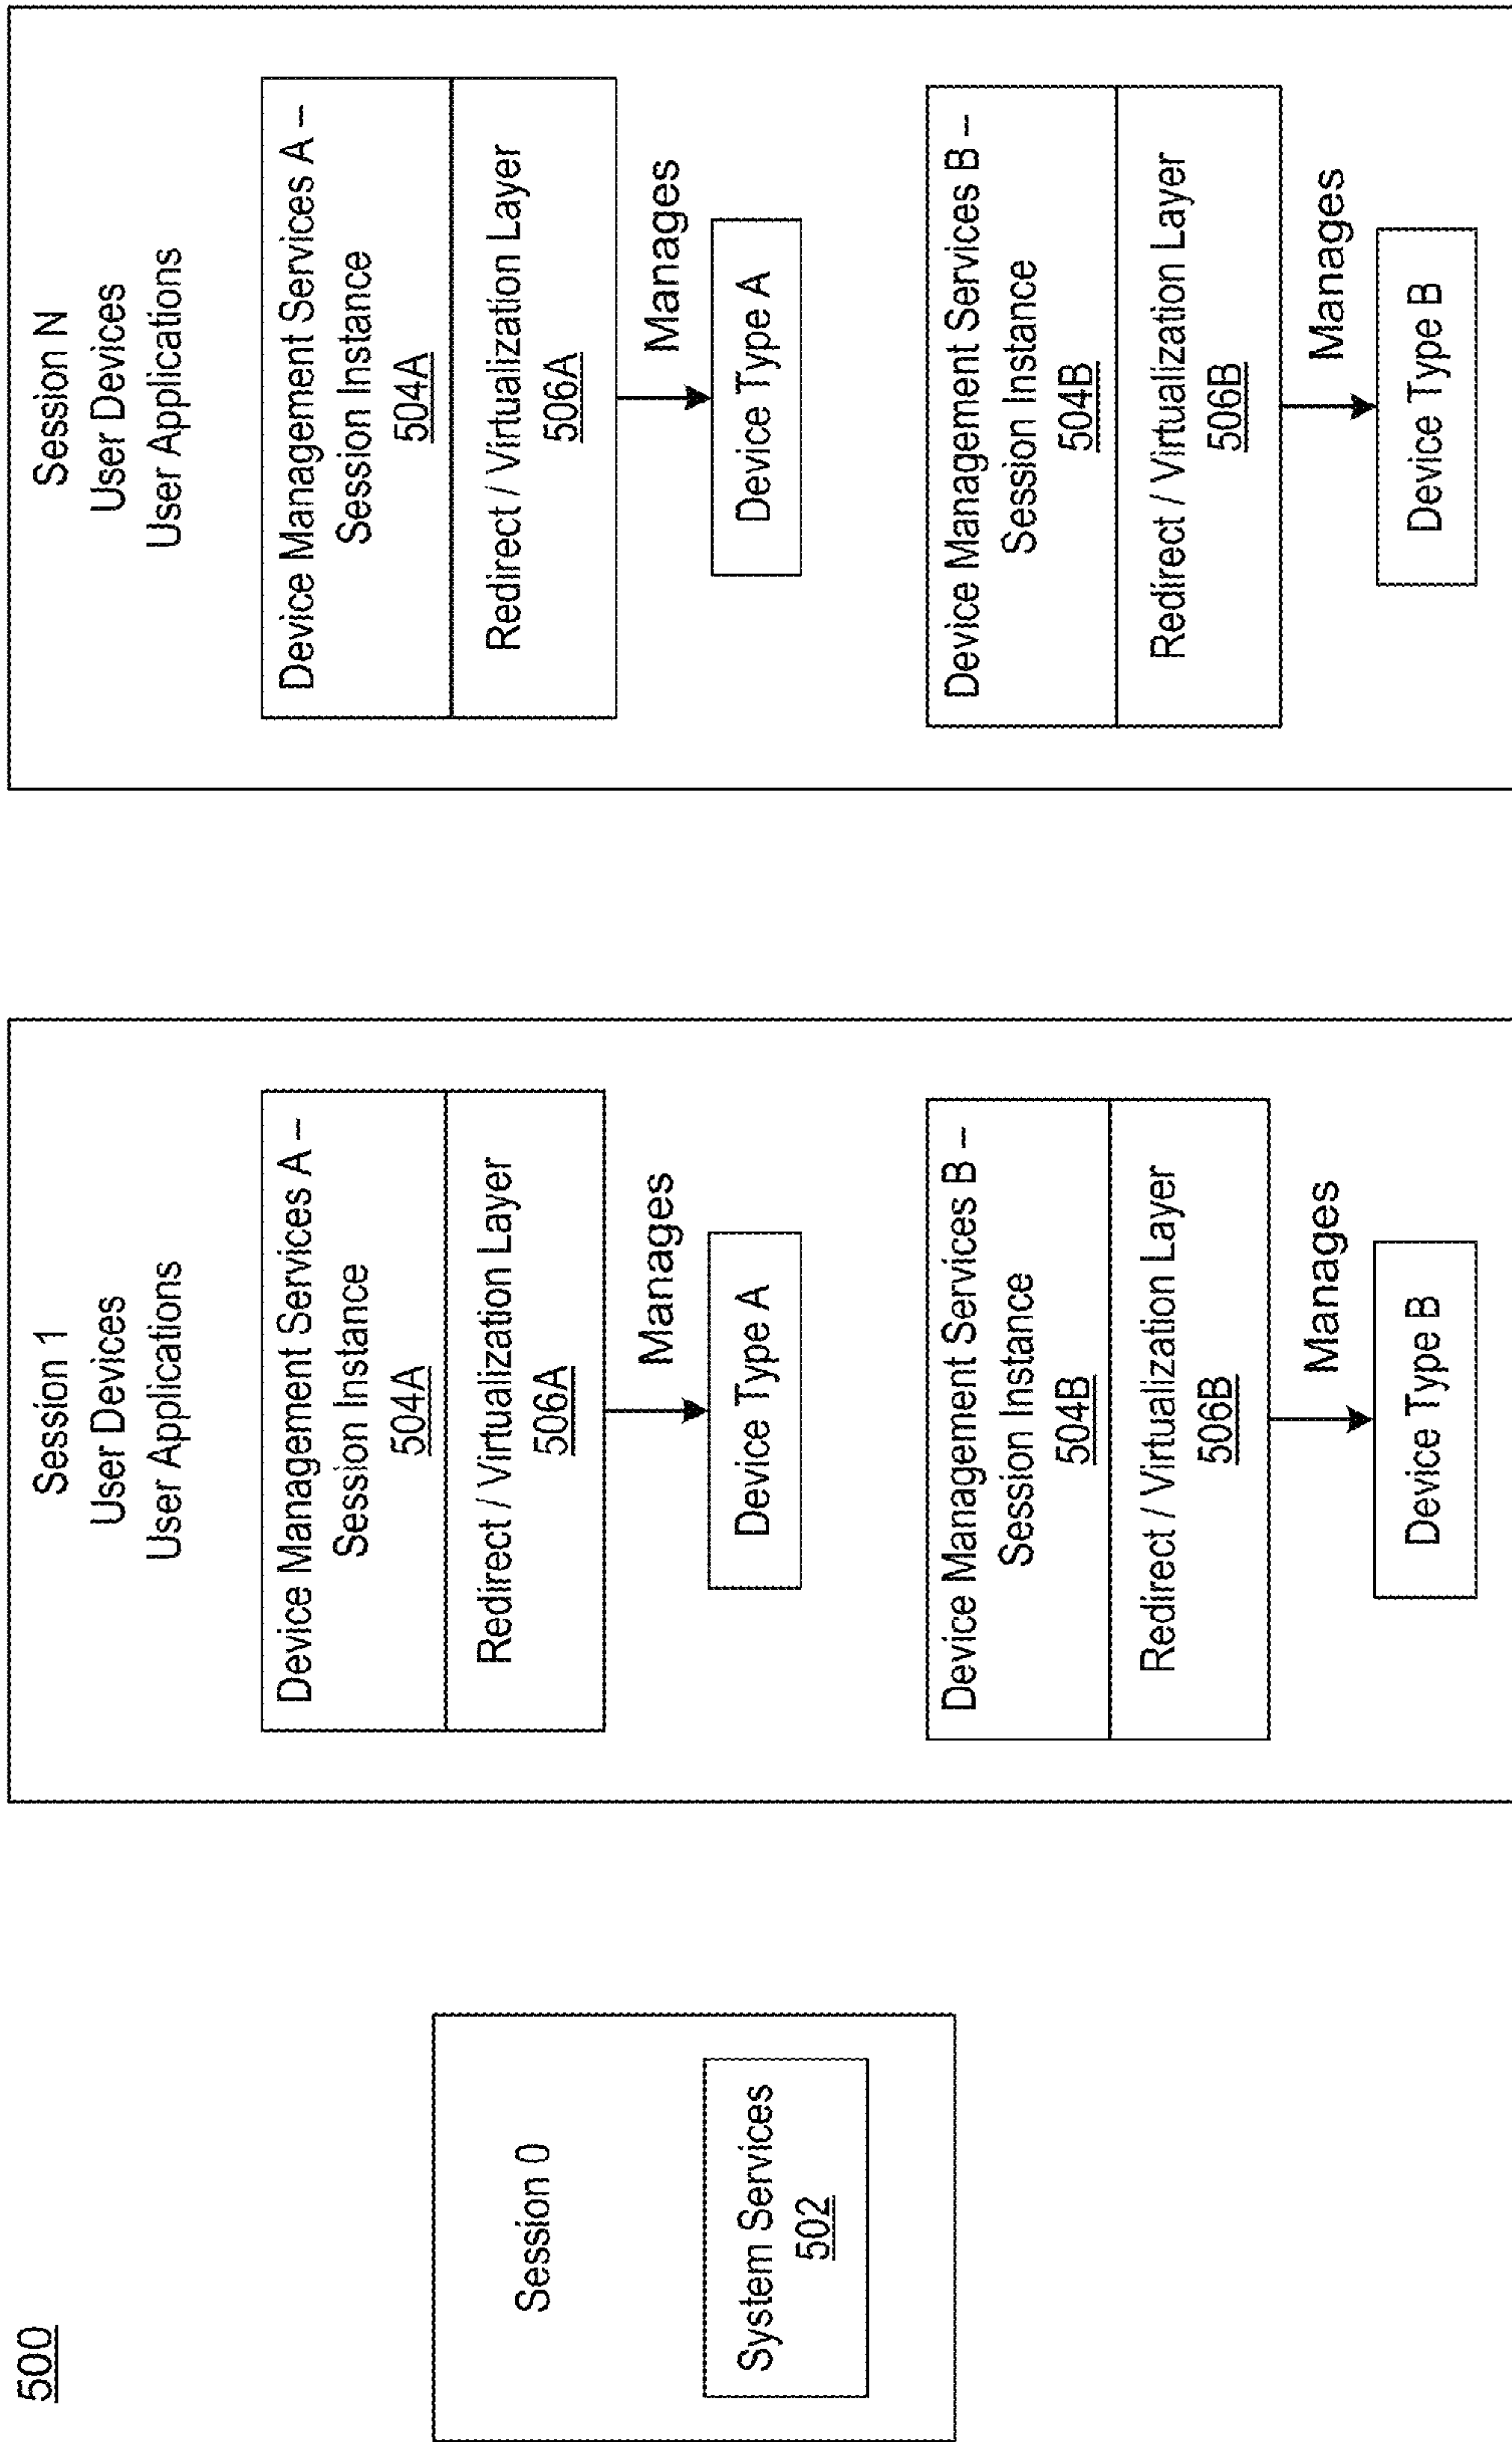 500
Session 0
System Services
502
Session 1
User Devices
User Applications
Device Management Services A –
Session Instance
504A
Redirect / Virtualization Layer
506A
Manages
Device Type A
Device Management Services B –
Session Instance
504B
Redirect / Virtualization Layer
506B
Manages
Device Type B
Session N
User Devices
User Applications
Device Management Services A –
Session Instance
504A
Redirect / Virtualization Layer
506A
Manages
Device Type A
Device Management Services B –
Session Instance
504B
Redirect / Virtualization Layer
506B
Manages
Device Type B